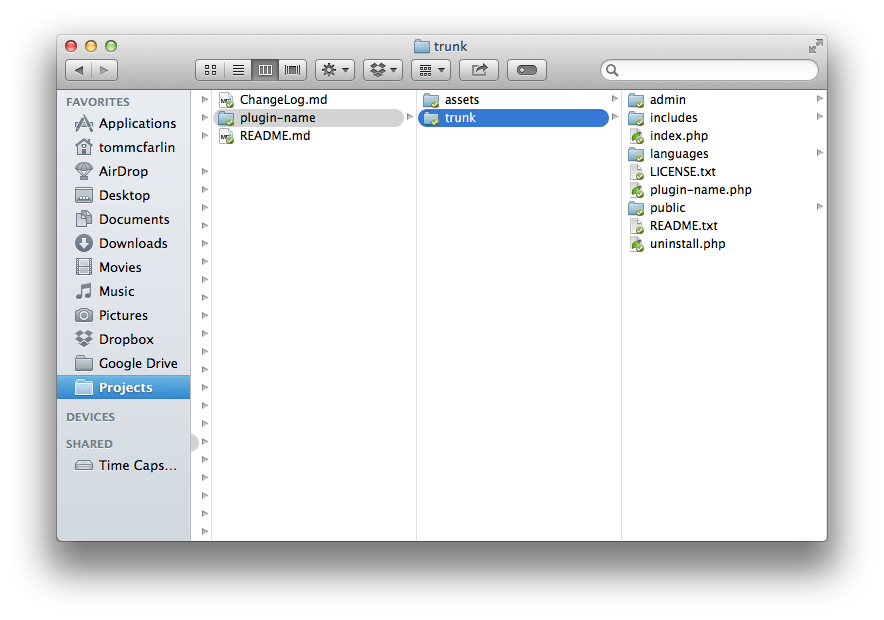 trunk
FAVORITES
Applications
tommcfarlin
AirDrop
Desktop
Documents
Downloads
Movies
Music
Pictures
Dropbox
Google Drive
Projects
DEVICES
SHARED
Time Caps...
ChangeLog.md
plugin-name
README.md
assets
trunk
admin
includes
index.php
languages
LICENSE.txt
plugin-name.php
public
README.txt
uninstall.php